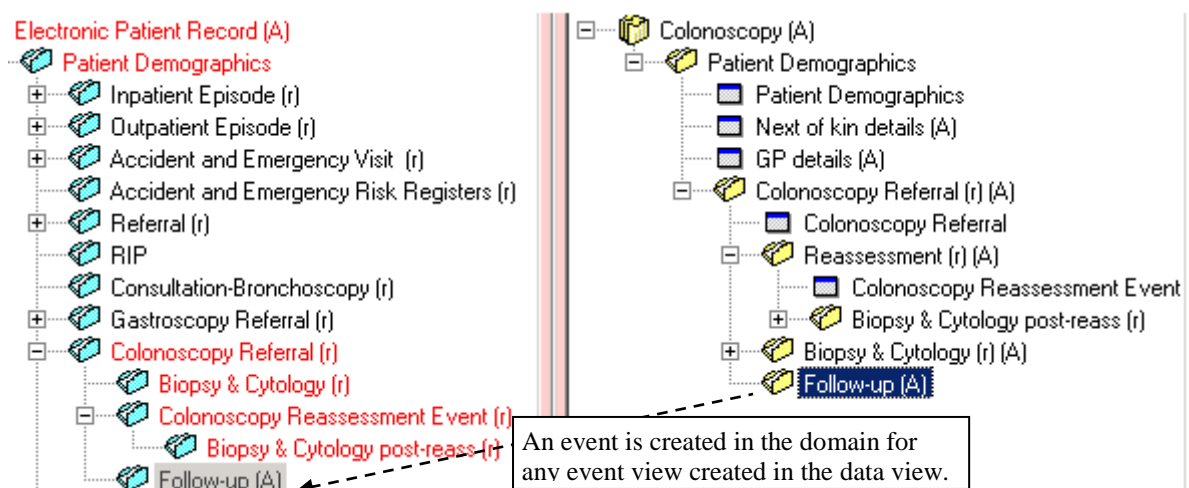 Electronic Patient Record (A)
Patient Demographics
Inpatient Episode (r)
Outpatient Episode (r)
Accident and Emergency Visit (r)
Accident and Emergency Risk Registers (r)
Referral (r)
RIP
Consultation-Bronchoscopy (r)
Gastroscopy Referral (r)
Colonoscopy Referral (r)
Biopsy & Cytology (r)
Colonoscopy Reassessment Event (r)
Biopsy & Cytology post-reass (r)
Follow-up (A)
Colonoscopy (A)
Patient Demographics
Patient Demographics
Next of kin details (A)
GP details (A)
Colonoscopy Referral (r) (A)
Colonoscopy Referral
Reassessment (r) (A)
Colonoscopy Reassessment Event
Biopsy & Cytology post-reass (r)
Biopsy & Cytology (r) (A)
Follow-up (A)
An event is created in the domain for
any event view created in the data view.